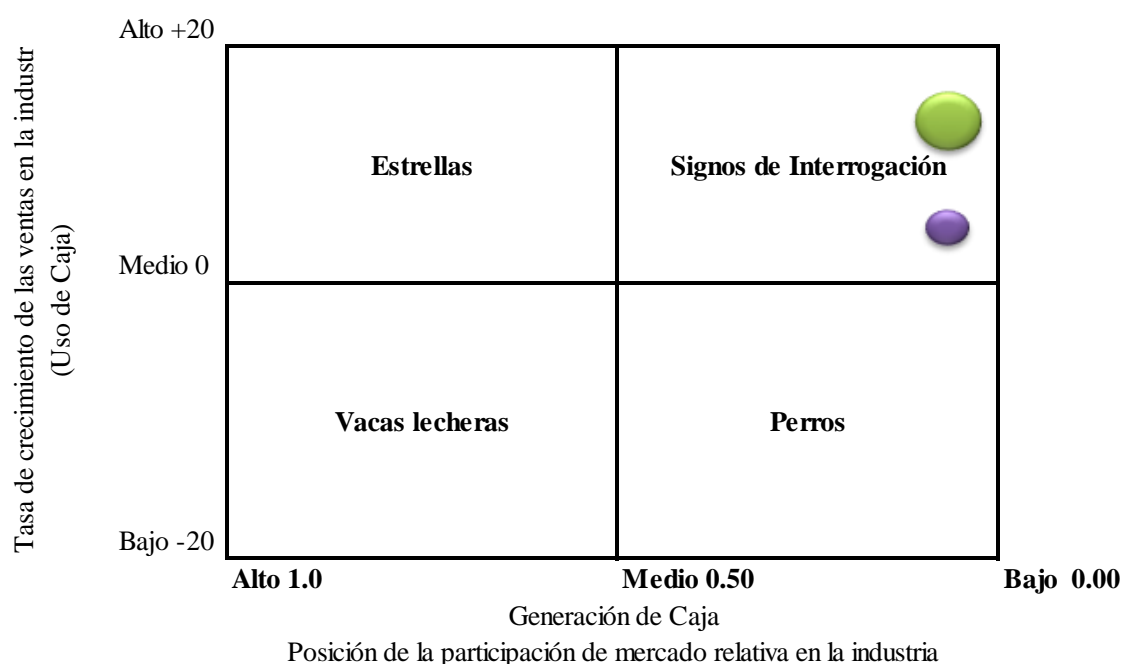 Alto +20
Tasa de crecimiento de las ventas en la industr
(Uso de Caja)
Estrellas
Signos de Interrogación
Medio 0
Vacas lecheras
Perros
Bajo -20
Alto 1.0
Medio 0.50
Bajo 0.00
Generación de Caja
Posición de la participación de mercado relativa en la industria